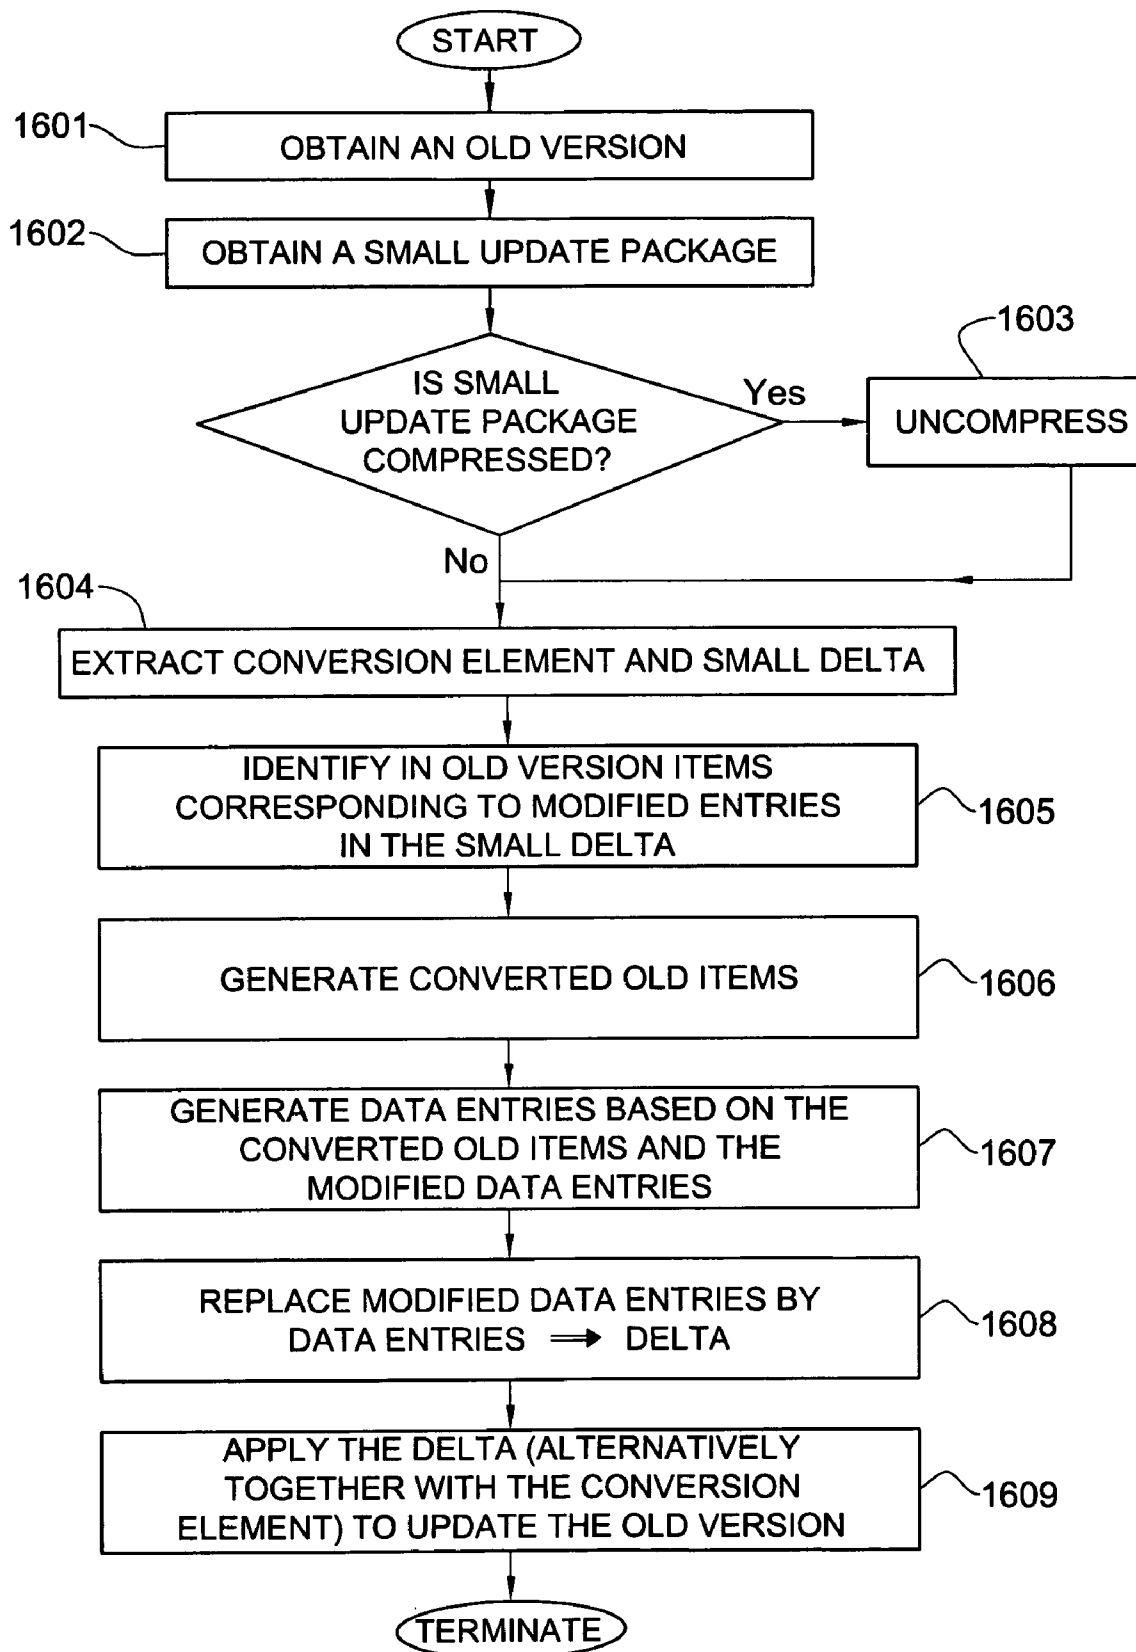 START
1601
OBTAIN AN OLD VERSION
1602
OBTAIN A SMALL UPDATE PACKAGE
1603
IS SMALL
UPDATE PACKAGE
COMPRESSED?
Yes
UNCOMPRESS
No
1604
EXTRACT CONVERSION ELEMENT AND SMALL DELTA
IDENTIFY IN OLD VERSION ITEMS
CORRESPONDING TO MODIFIED ENTRIES
IN THE SMALL DELTA
1605
GENERATE CONVERTED OLD ITEMS
1606
GENERATE DATA ENTRIES BASED ON THE
CONVERTED OLD ITEMS AND THE
MODIFIED DATA ENTRIES
1607
REPLACE MODIFIED DATA ENTRIES BY
DATA ENTRIES ⇒ DELTA
1608
APPLY THE DELTA (ALTERNATIVELY
TOGETHER WITH THE CONVERSION
ELEMENT) TO UPDATE THE OLD VERSION
1609
TERMINATE